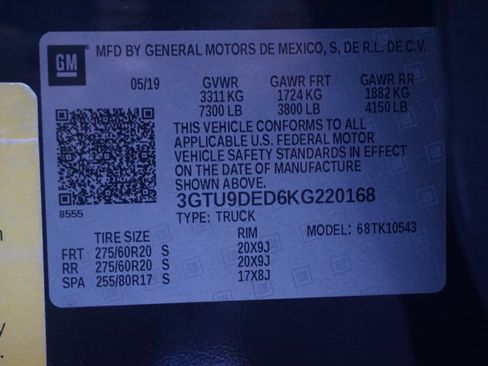 GM
MFD BY GENERAL MOTORS DE MEXICO, S. DE R.L. DE C.V.
05/19 GVWR GAWR FRT GAWR RR
3311 KG 1724 KG 1882 KG
7300 LB 3800 LB 4150 LB
THIS VEHICLE CONFORMS TO ALL
APPLICABLE U.S. FEDERAL MOTOR
VEHICLE SAFETY STANDARDS IN EFFECT
ON THE DATE OF MANUFACTURE
SHOWN ABOVE.
8555
3GTU9DED6KG220168
TYPE: TRUCK
MODEL: 68TK10543
TIRE SIZE RIM
FRT 275/60R20 S 20X9J
RR 275/60R20 S 20X9J
SPA 255/80R17 S 17X8J